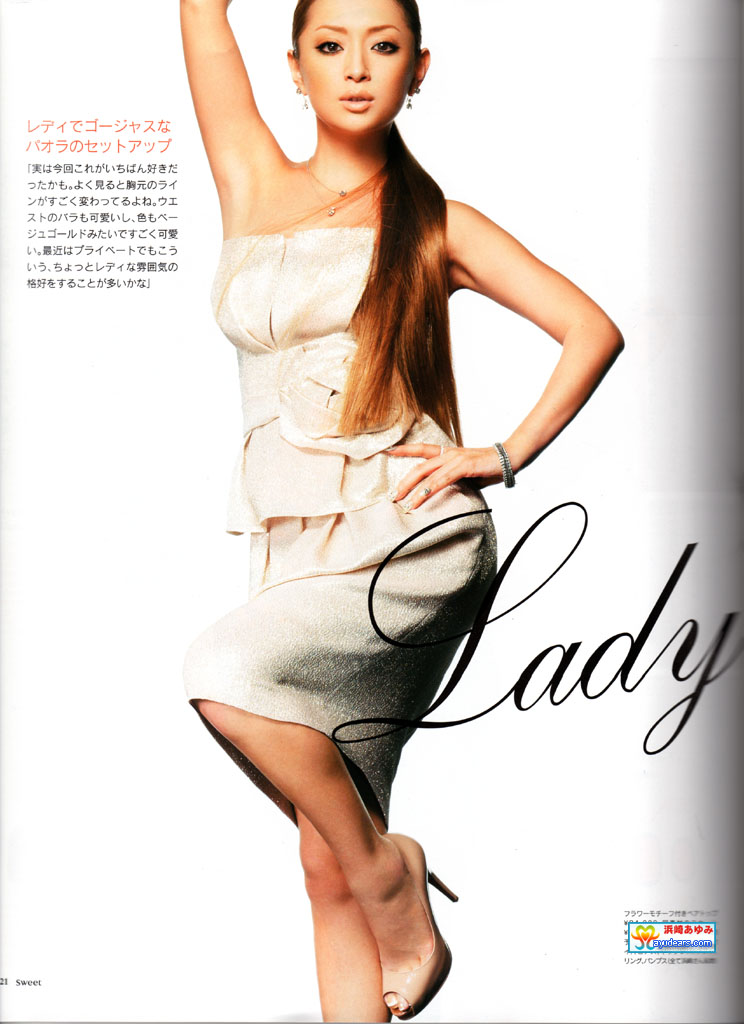 レディでゴージャスな
バオラのセットアップ
「実は今回これがいちばん好きだ
ったかも。よく見ると胸元のライ
ンがすごく変わってるよね。ウエ
ストのバラも可愛いし、色もベー
ジュゴールドみたいですごく可愛
い。最近はプライベートでもこう
いう、ちょっとレディな雰囲気の
格好をすることが多いかな」
Lady
フラワーモチーフ付きベアトップ
浜崎あゆみ
ayudears.com
リング、パンプス(全て浜崎さん私物)
21 Sweet